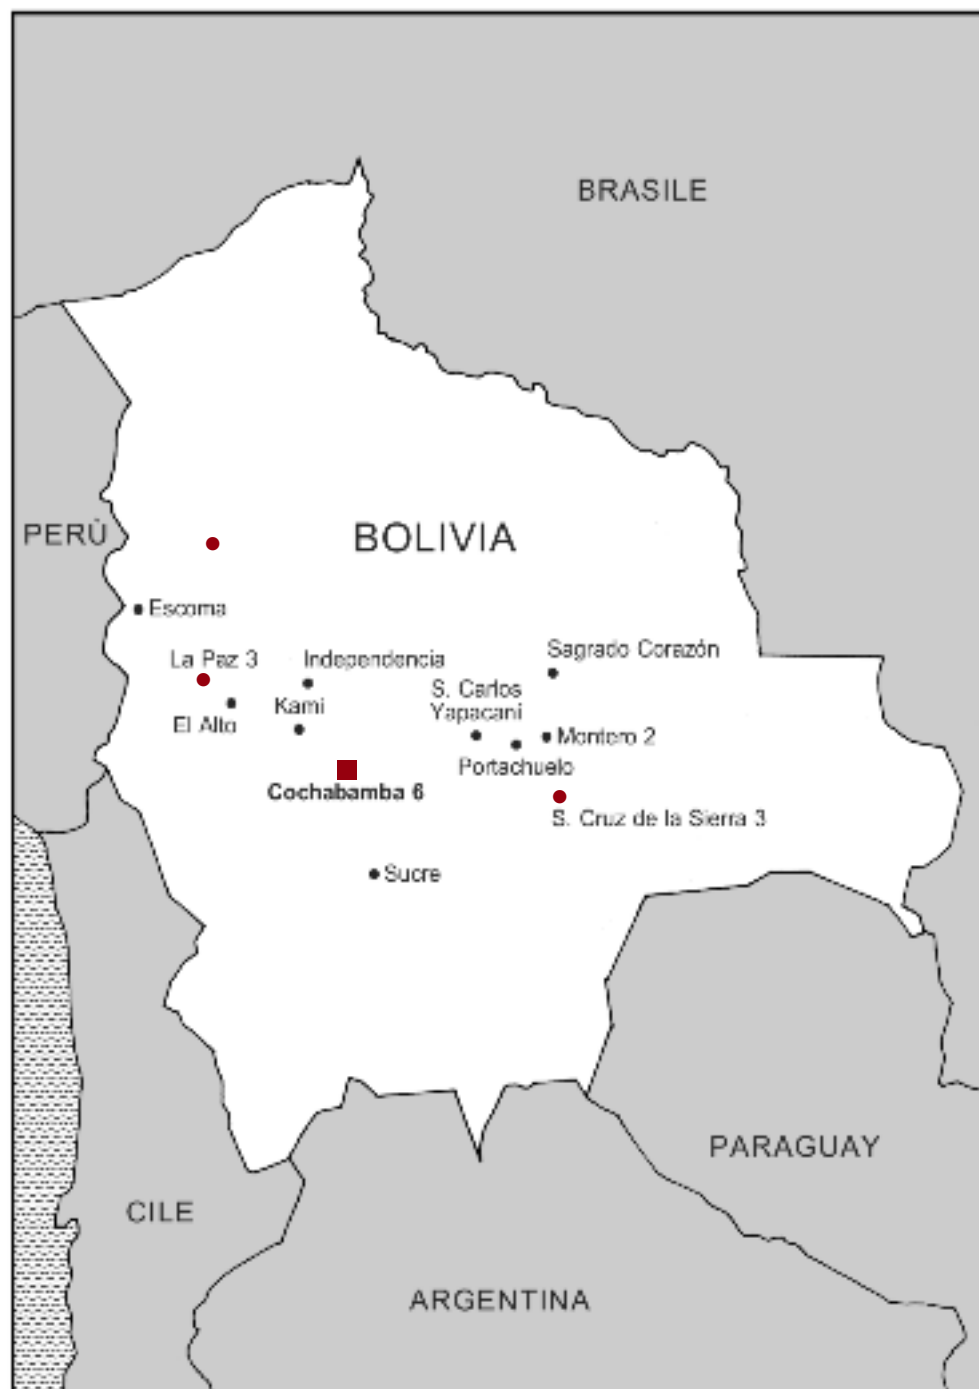 BRASILE
PERÙ
BOLIVIA
Escoma
La Paz 3
Independencia
Sagrado Corazón
S. Carlos
Yapacaní
Kami
El Alto
Montero 2
Portachuelo
Cochabamba 6
S. Cruz de la Sierra 3
Sucre
PARAGUAY
CILE
ARGENTINA